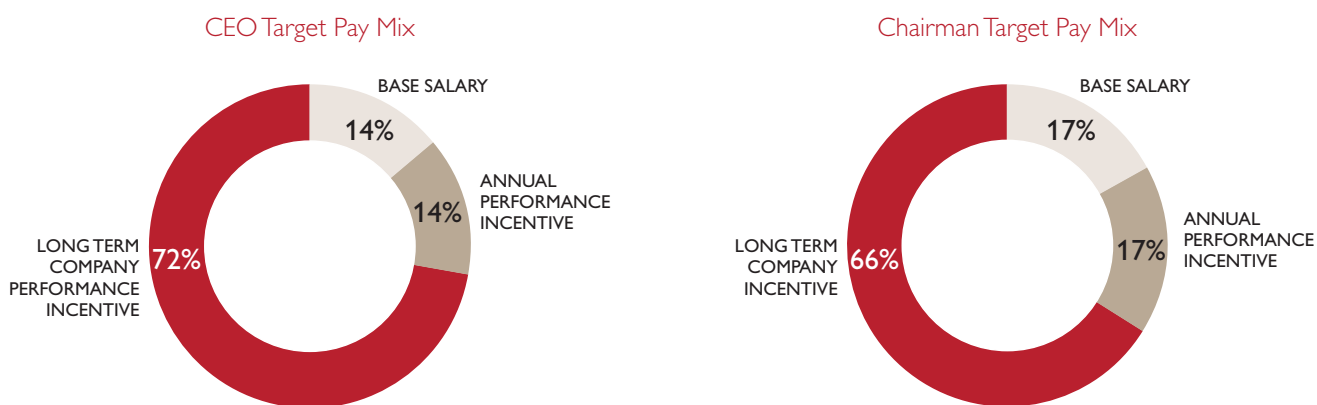 CEO Target Pay Mix
BASE SALARY
14%
ANNUAL
PERFORMANCE
INCENTIVE
14%
LONG TERM
COMPANY
PERFORMANCE
INCENTIVE
72%
Chairman Target Pay Mix
BASE SALARY
17%
ANNUAL
PERFORMANCE
INCENTIVE
17%
LONG TERM
COMPANY
INCENTIVE
66%